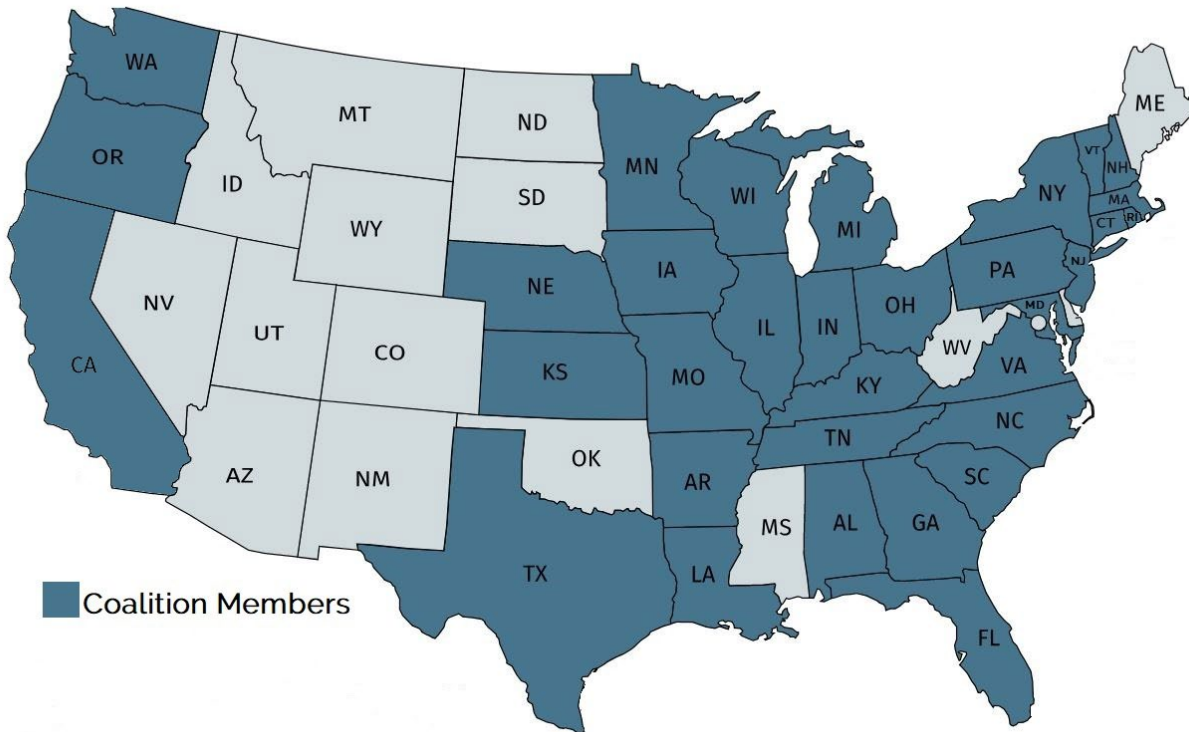 WA
MT
ND
ME
OR
ID
SD
MN
VT
NH
WY
WI
NY
MA
MI
CT
RI
NE
IA
PA
NJ
NV
UT
CO
IL
IN
OH
MD
CA
KS
MO
WV
VA
KY
AZ
NM
OK
AR
TN
NC
SC
MS
AL
GA
TX
LA
Coalition Members
FL